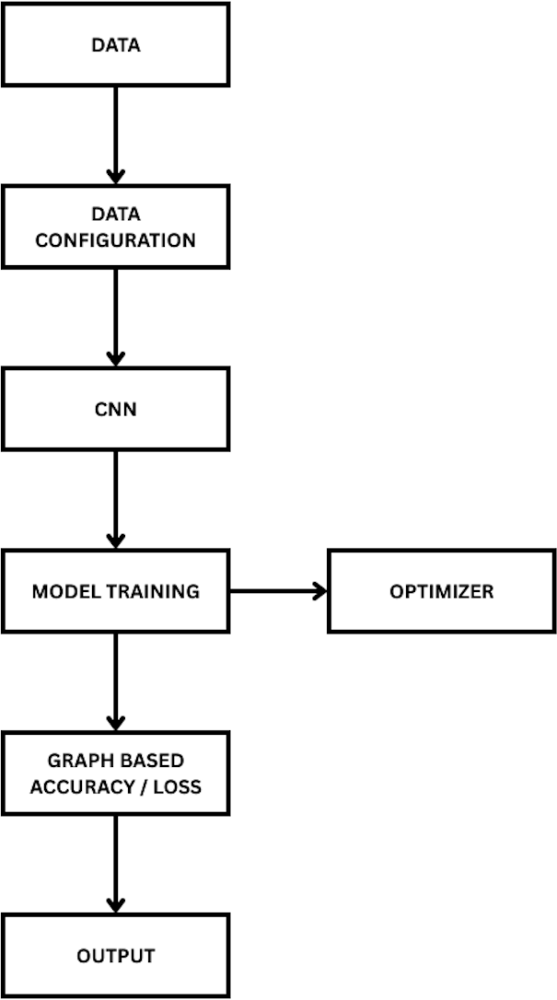 DATA
DATA
CONFIGURATION
CNN
MODEL TRAINING
OPTIMIZER
GRAPH BASED
ACCURACY / LOSS
OUTPUT